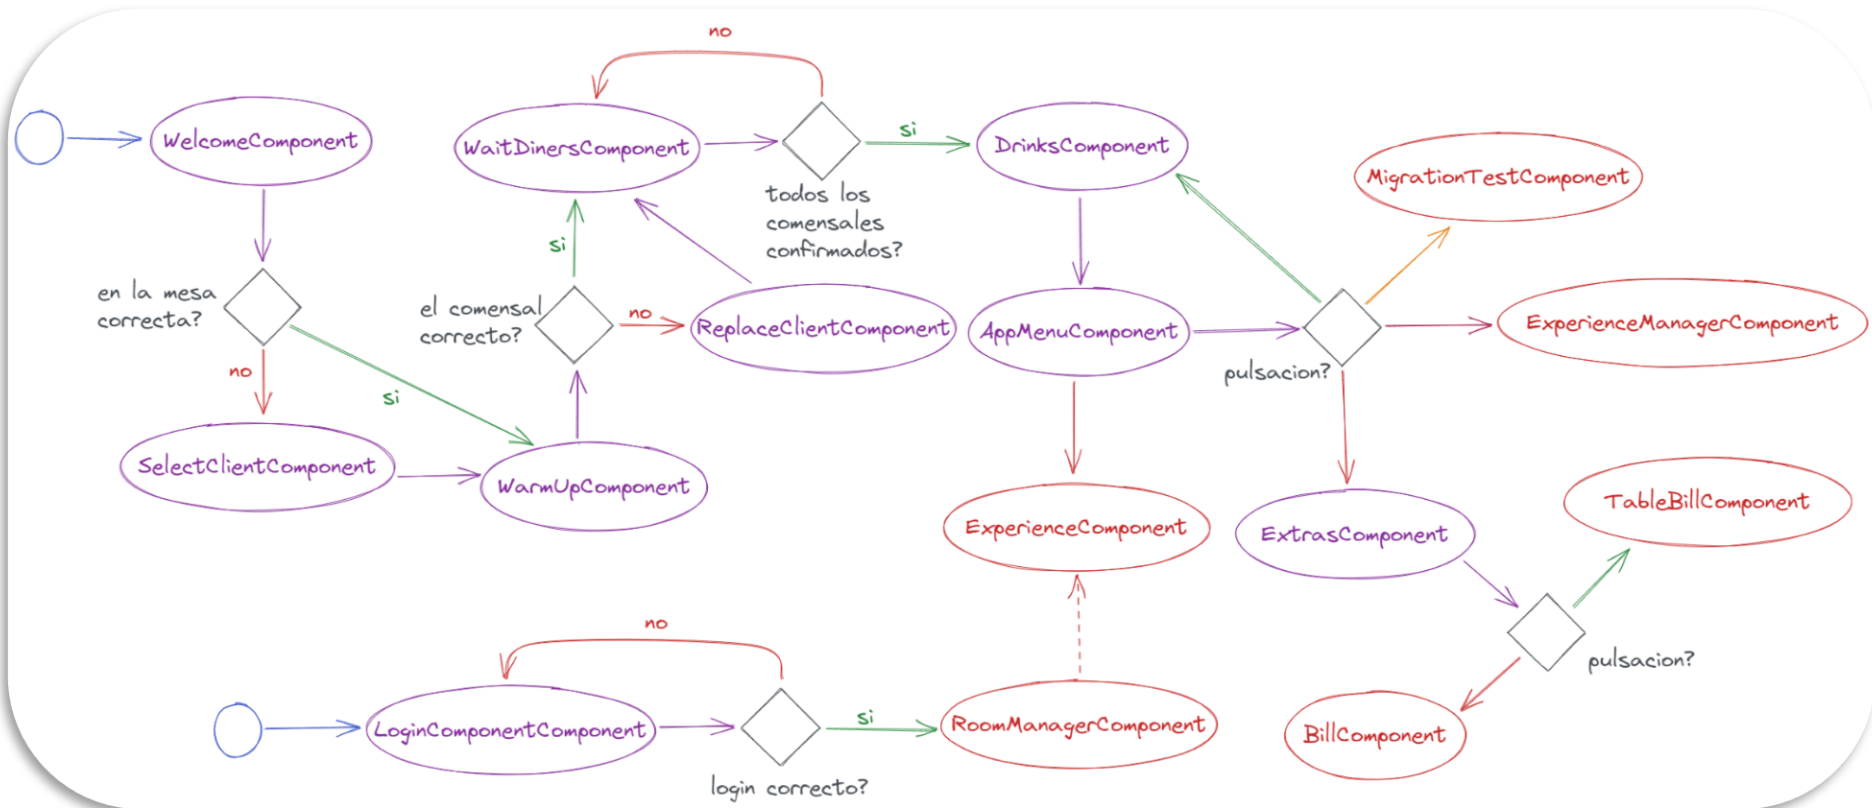 no
WelcomeComponent
WaitDinersComponent
si
DrinksComponent
MigrationTestComponent
todos los
comensales
confirmados?
si
en la mesa
correcta?
el comensal
correcto?
no
ReplaceClientComponent
AppMenuComponent
pulsacion?
ExperienceManagerComponent
no
si
SelectClientComponent
WarmUpComponent
ExperienceComponent
ExtrasComponent
TableBillComponent
no
pulsacion?
LoginComponentComponent
si
RoomManagerComponent
BillComponent
login correcto?